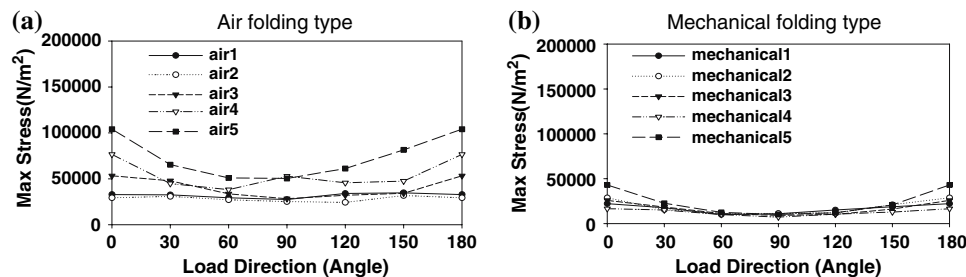 (a)
Air folding type
Max Stress(N/m²)
200000
150000
100000
50000
0
air1
air2
air3
air4
air5
0 30 60 90 120 150 180
Load Direction (Angle)
(b)
Mechanical folding type
Max Stress(N/m²)
200000
150000
100000
50000
0
mechanical1
mechanical2
mechanical3
mechanical4
mechanical5
0 30 60 90 120 150 180
Load Direction (Angle)